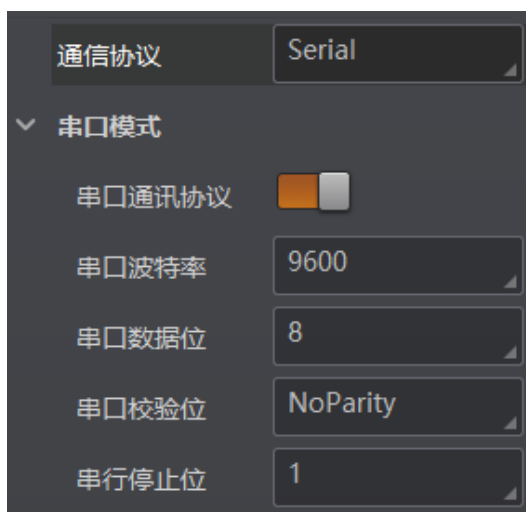 通信协议 Serial
串口模式
串口通讯协议
串口波特率 9600
串口数据位 8
串口校验位 NoParity
串行停止位 1